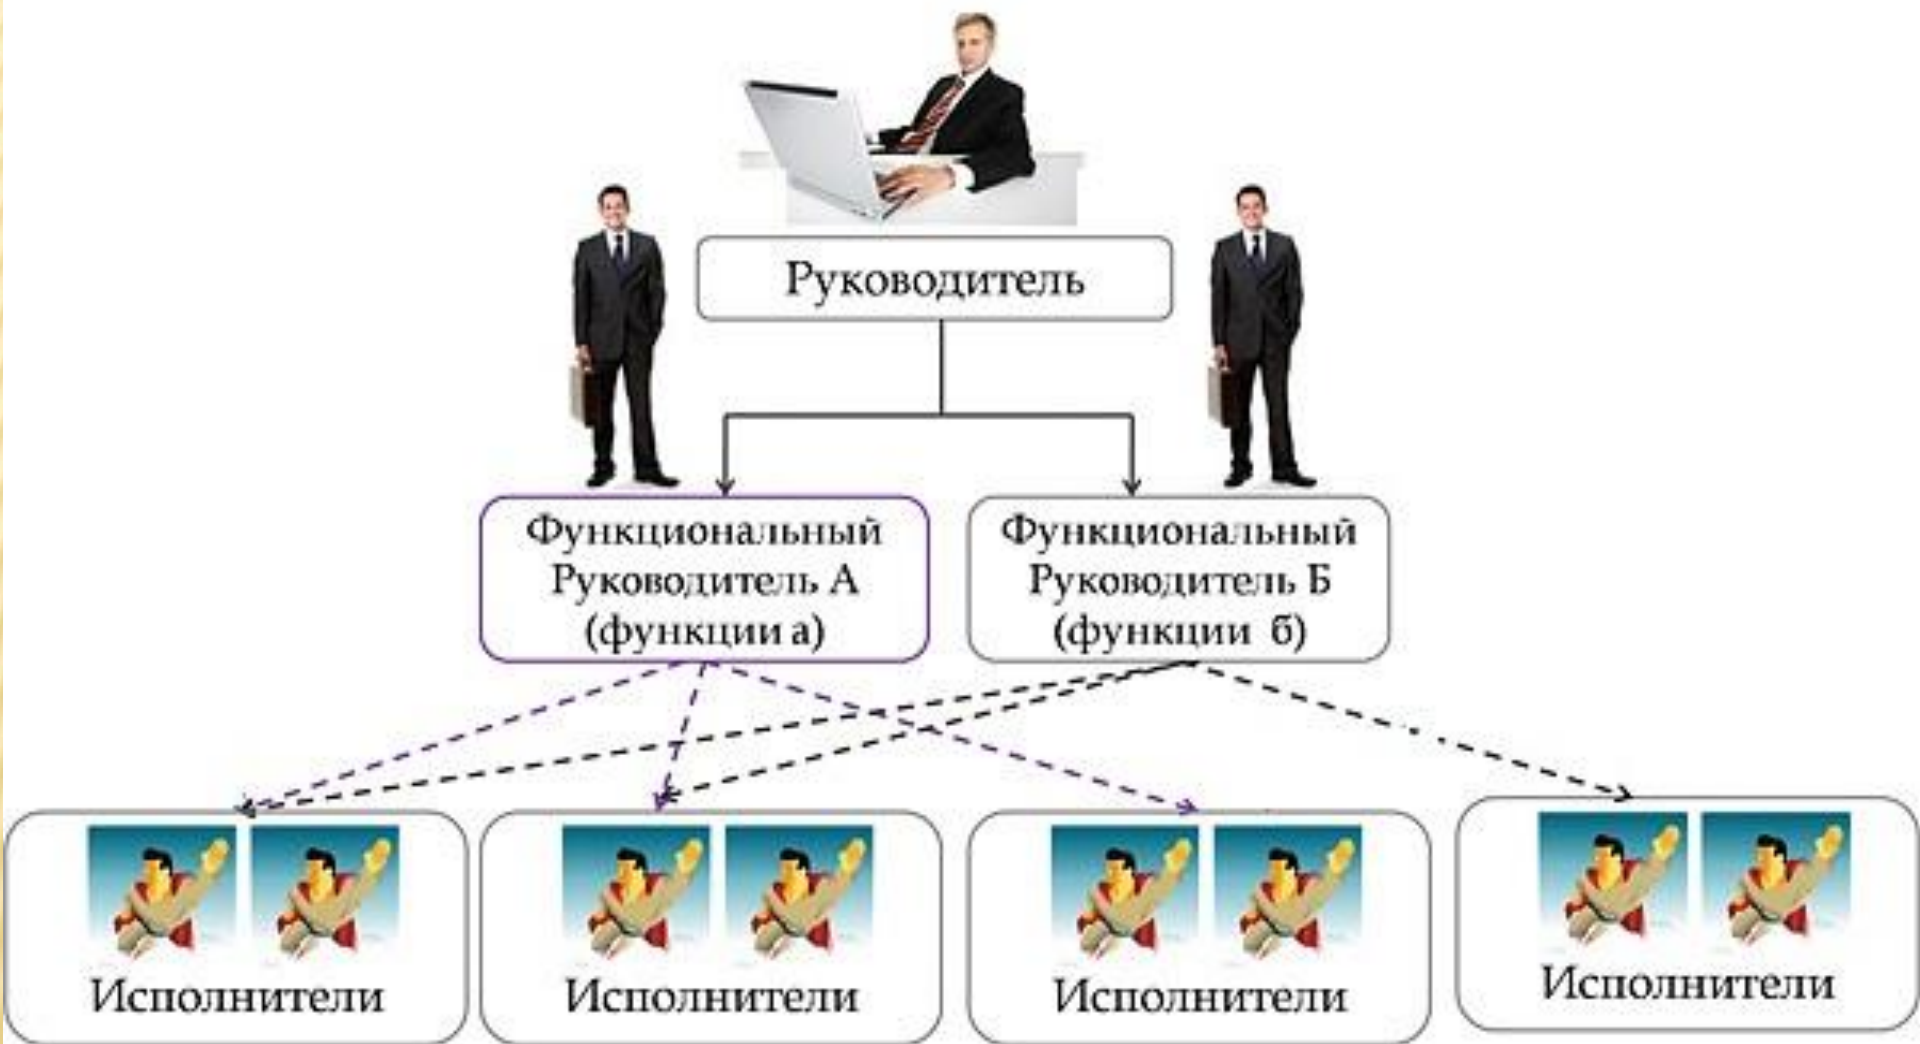 Руководитель
Функциональный
Руководитель А
(функции а)
Функциональный
Руководитель Б
(функции б)
Исполнители
Исполнители
Исполнители
Исполнители